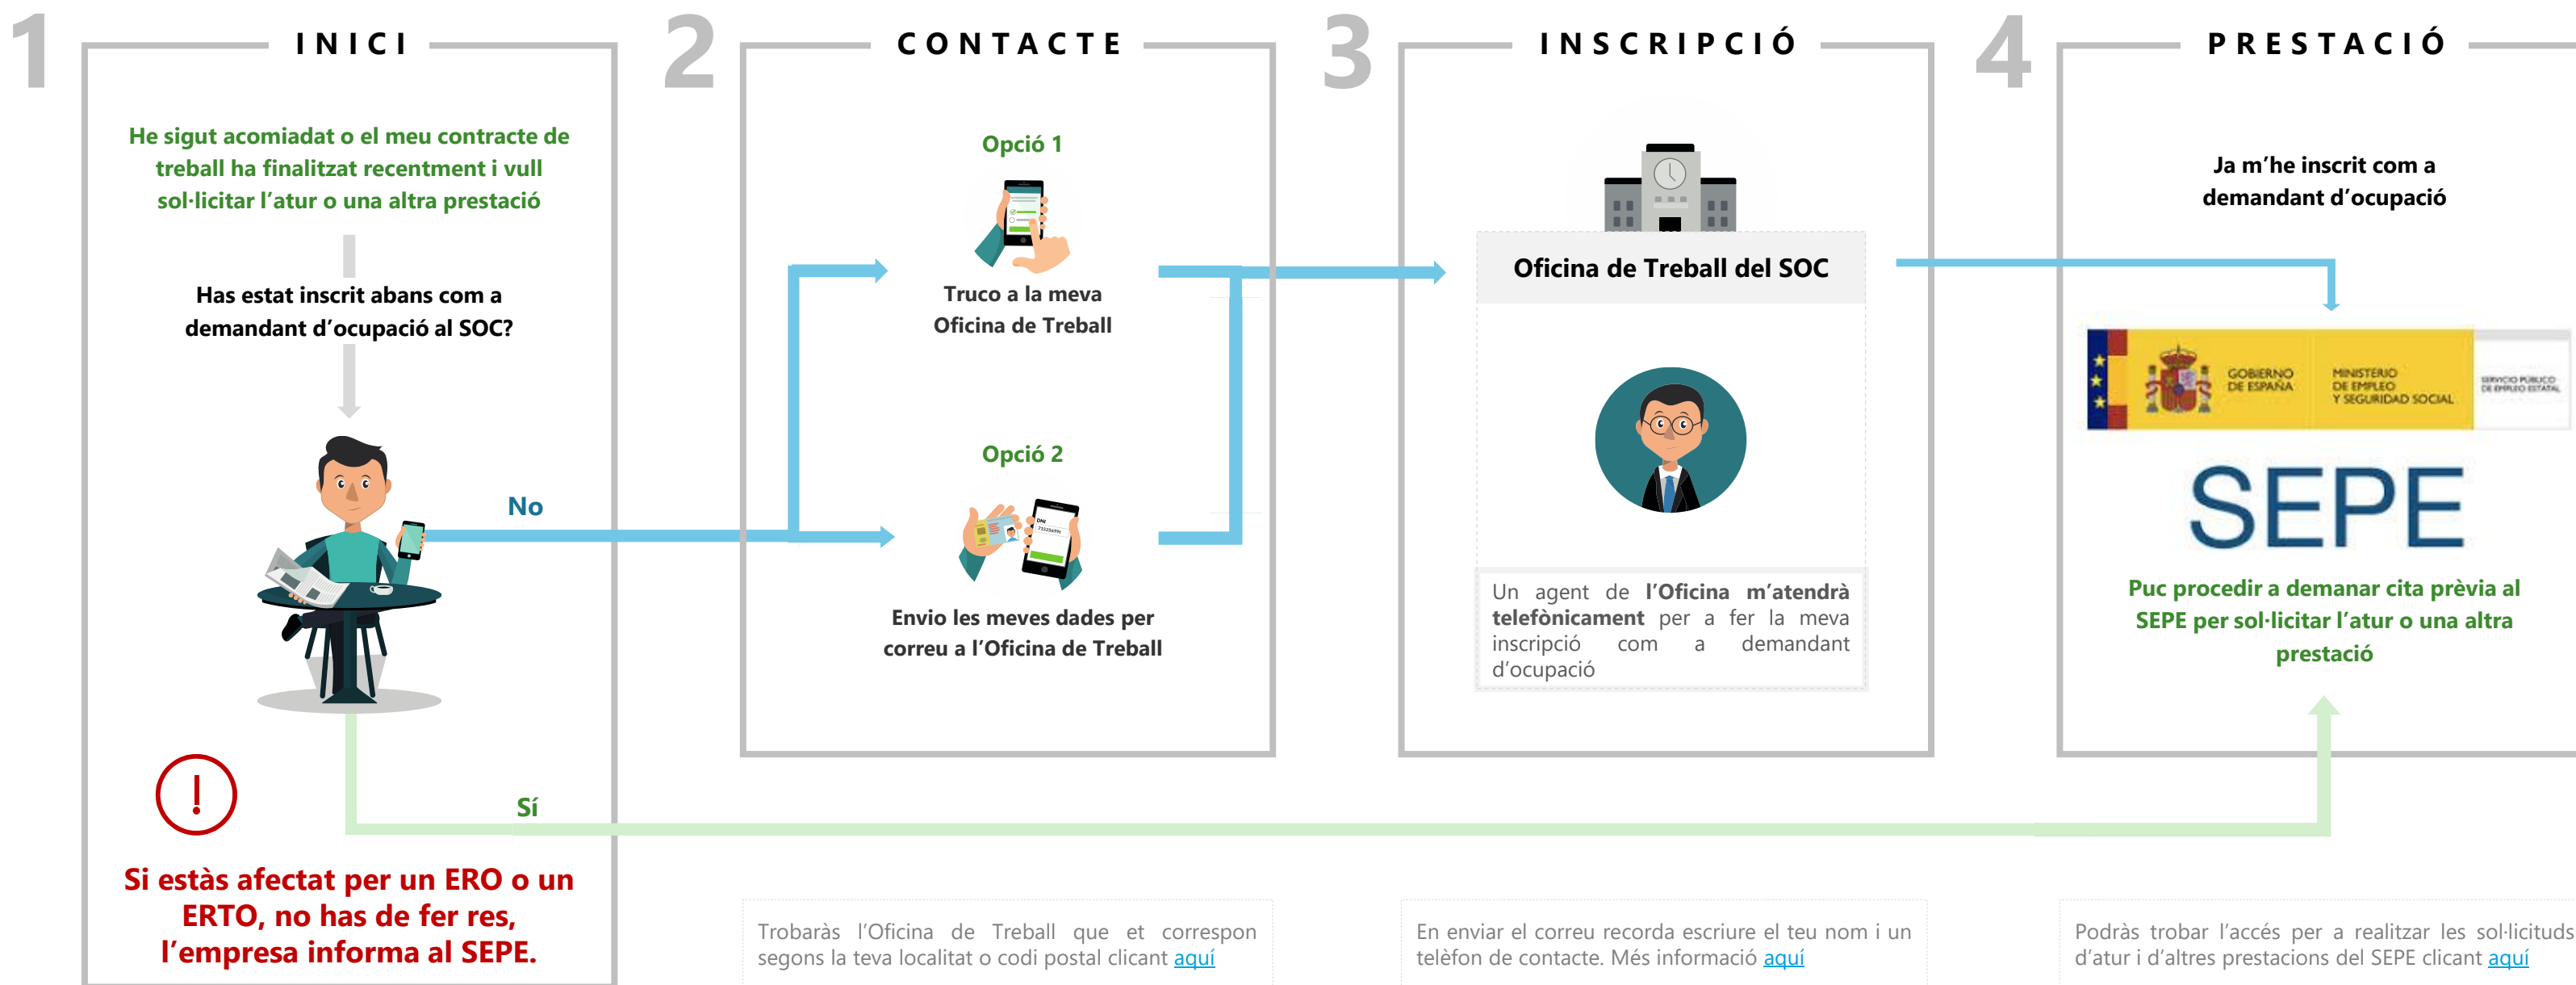 1
INICI
He sigut acomiadat o el meu contracte de
treball ha finalitzat recentment i vull
sol·licitar l'atur o una altra prestació
Has estat inscrit abans com a
demandant d'ocupació al SOC?
No
Sí
!
Si estàs afectat per un ERO o un
ERTO, no has de fer res,
l'empresa informa al SEPE.
2
CONTACTE
Opció 1
Truco a la meva
Oficina de Treball
Opció 2
DNI
Envio les meves dades per
correu a l'Oficina de Treball
Trobaràs l'Oficina de Treball que et correspon
segons la teva localitat o codi postal clicant aquí
3
INSCRIPCIÓ
Oficina de Treball del SOC
Un agent de l'Oficina m'atendrà
telefònicament per a fer la meva
inscripció com a demandant
d'ocupació
En enviar el correu recorda escriure el teu nom i un
telèfon de contacte. Més informació aquí
4
PRESTACIÓ
Ja m'he inscrit com a
demandant d'ocupació
GOBIERNO
DE ESPAÑA
MINISTERIO
DE EMPLEO
Y SEGURIDAD SOCIAL
SERVICIO PÚBLICO
DE EMPLEO ESTATAL
SEPE
Puc procedir a demanar cita prèvia al
SEPE per sol·licitar l'atur o una altra
prestació
Podràs trobar l'accés per a realitzar les sol·licituds
d'atur i d'altres prestacions del SEPE clicant aquí